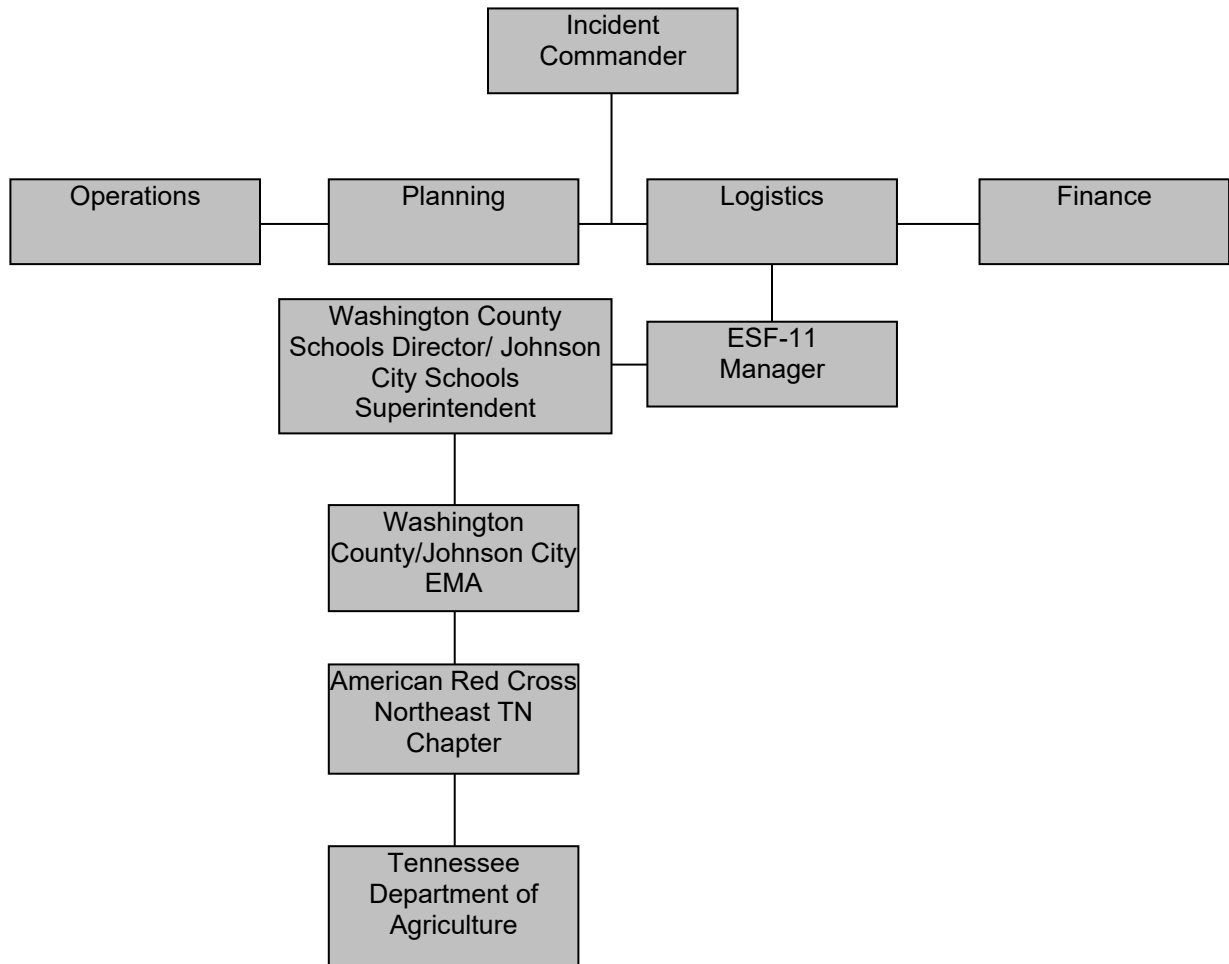 Incident
Commander
Operations
Planning
Logistics
Finance
Washington County
Schools Director/ Johnson
City Schools
Superintendent
ESF-11
Manager
Washington
County/Johnson City
EMA
American Red Cross
Northeast TN
Chapter
Tennessee
Department of
Agriculture